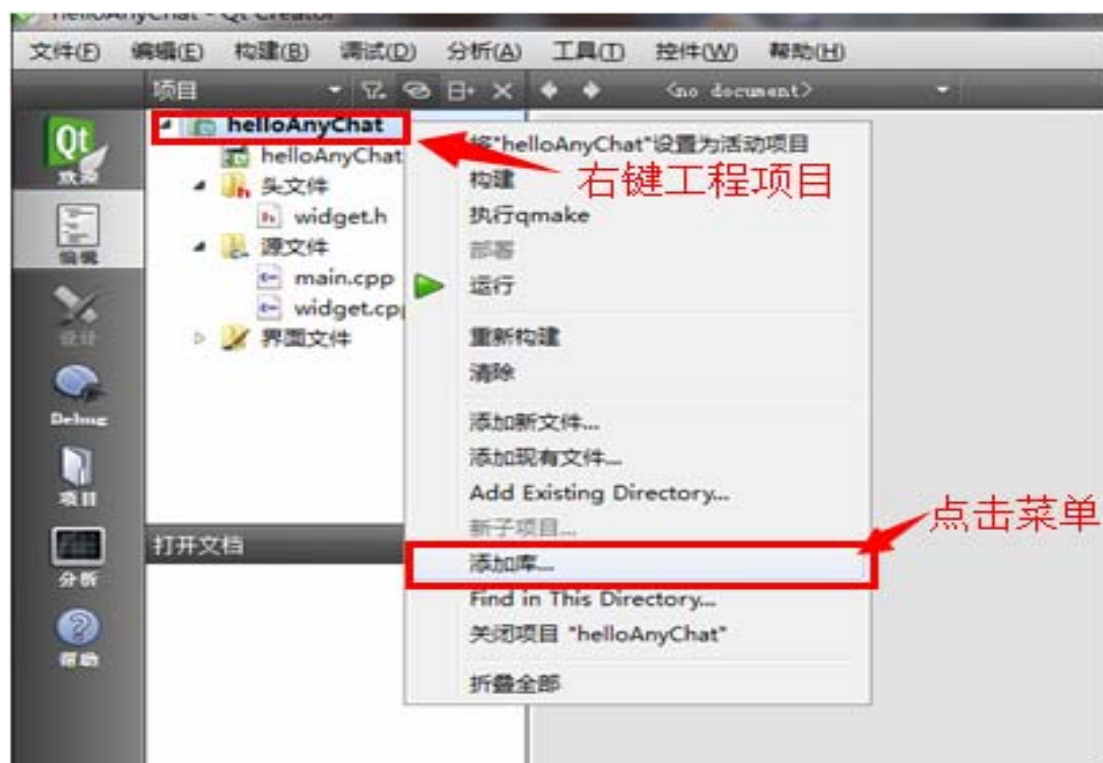 helloAnyChat - Qt Creator
文件(F) 编辑(E) 构建(B) 调试(D) 分析(A) 工具(T) 控件(W) 帮助(H)
项目 <no document>
Qt
欢迎
编辑
设计
Debug
项目
分析
帮助
helloAnyChat
helloAnyChat
头文件
widget.h
源文件
main.cpp
widget.cpp
界面文件
打开文档
将"helloAnyChat"设置为活动项目
构建
右键工程项目
执行qmake
部署
运行
重新构建
清除
添加新文件...
添加现有文件...
Add Existing Directory...
新子项目...
点击菜单
添加库...
Find in This Directory...
关闭项目 "helloAnyChat"
折叠全部